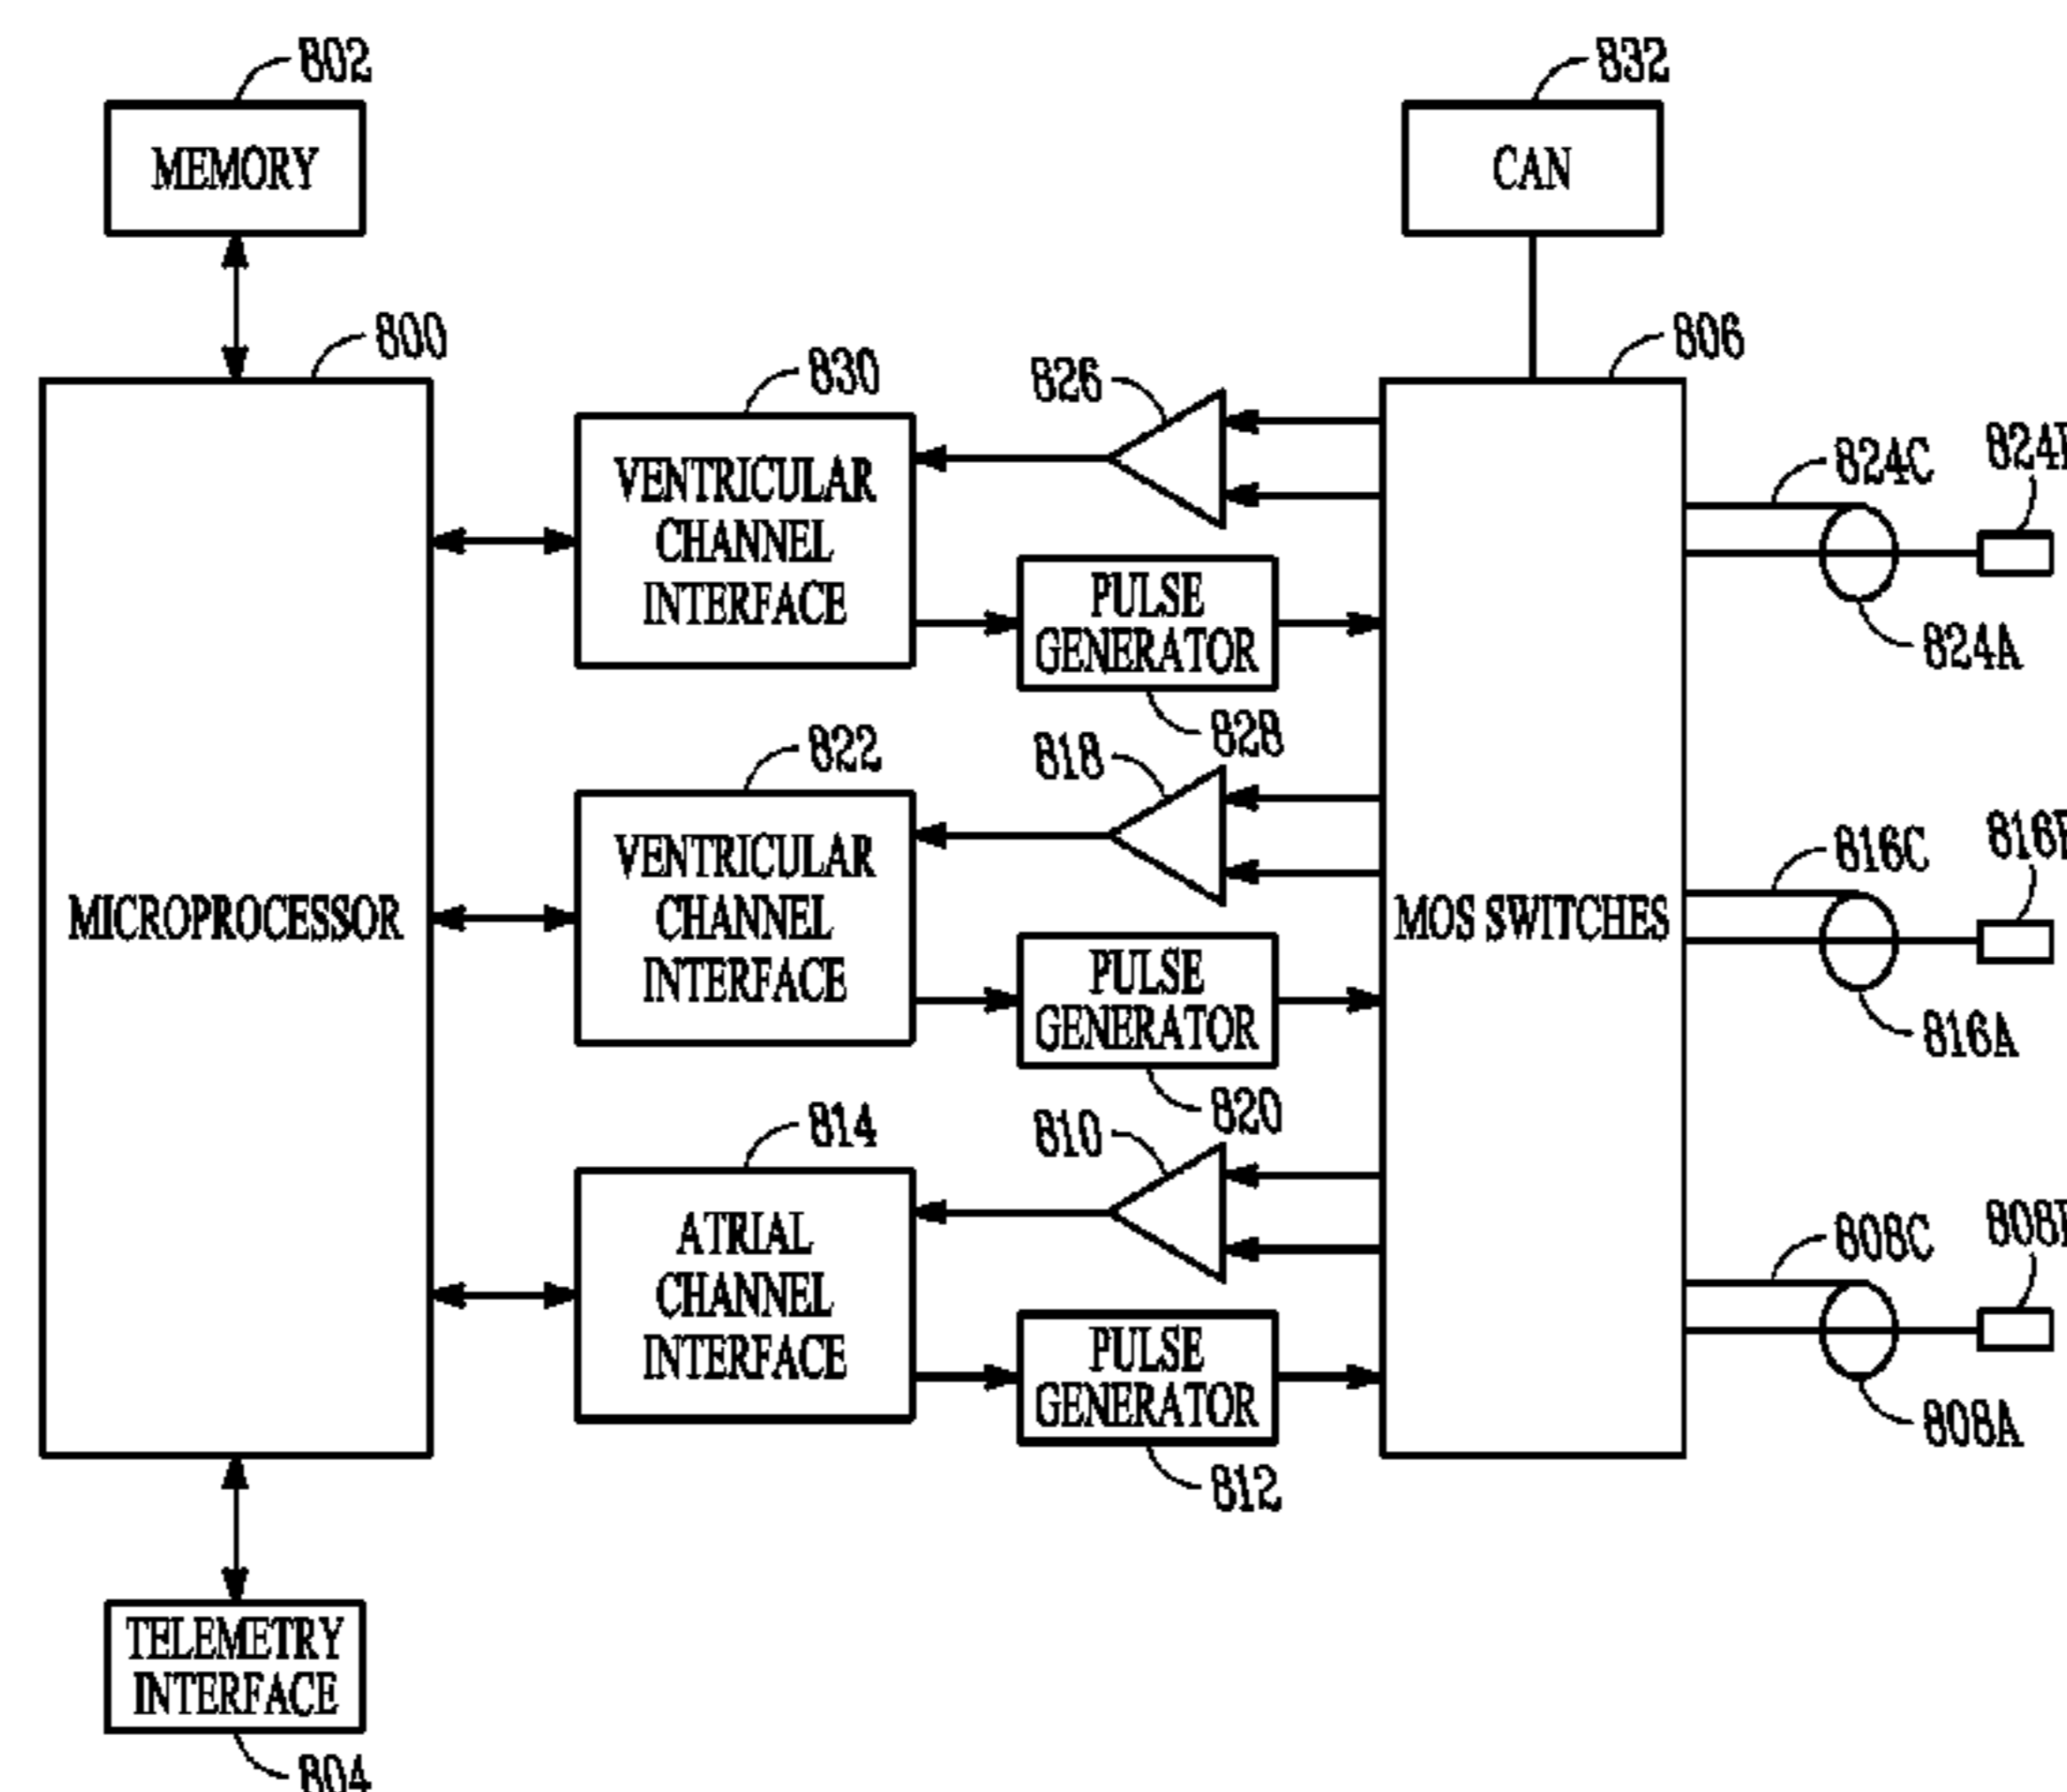 802
832
MEMORY
CAN
800
806
830
826
824C
VENTRICULAR
CHANNEL
INTERFACE
PULSE
GENERATOR
824A
828
822
818
816C
VENTRICULAR
CHANNEL
INTERFACE
MICROPROCESSOR
MOS SWITCHES
PULSE
GENERATOR
816A
820
814
810
808C
ATRIAL
CHANNEL
INTERFACE
PULSE
GENERATOR
808A
812
TELEMETRY
INTERFACE
804